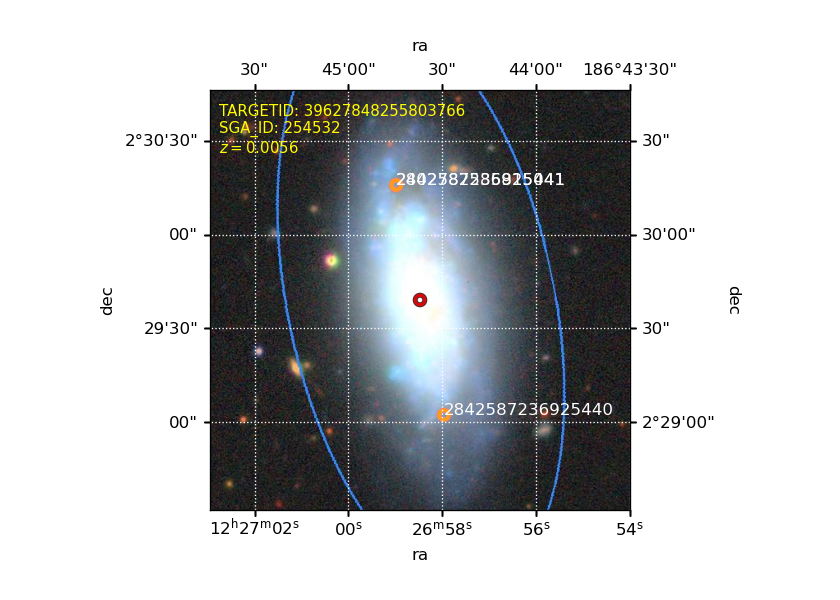 ra
30" 45'00" 30" 44'00" 186°43'30"
TARGETID: 39627848255803766
SGA_ID: 254532
z = 0.0056
2°30'30" 30"
00" 30'00"
dec dec
29'30" 30"
2842587236925440
00" 2°29'00"
12ʰ27ᵐ02ˢ 00ˢ 26ᵐ58ˢ 56ˢ 54ˢ
ra